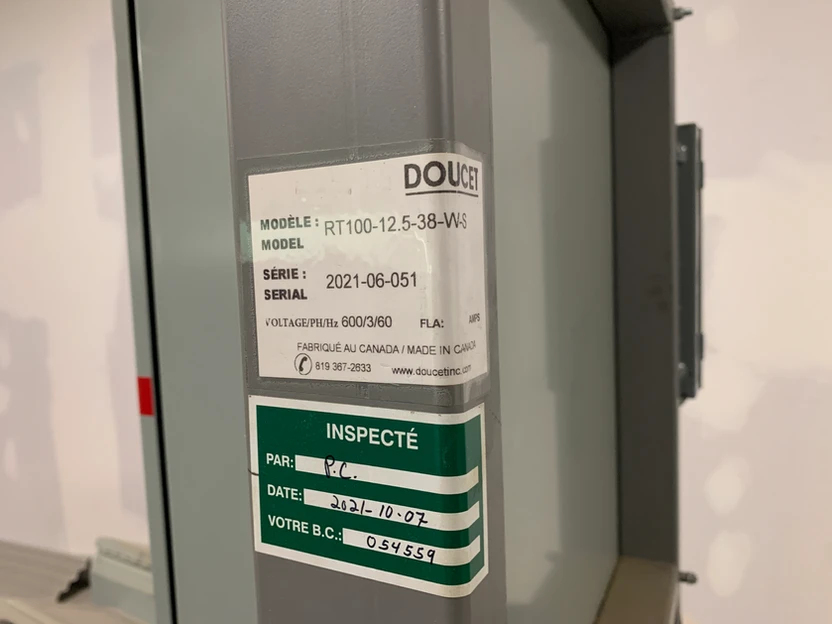 DOUCET
MODÈLE : RT100-12.5-38-VV-S
MODEL
SÉRIE : 2021-06-051
SERIAL
VOLTAGE/PH/Hz 600/3/60 FLA: AMPS
FABRIQUÉ AU CANADA / MADE IN CANADA
819 367-2633 www.doucetinc.com
INSPECTÉ
PAR: P.C.
DATE: 2021-10-07
VOTRE B.C.: 054559